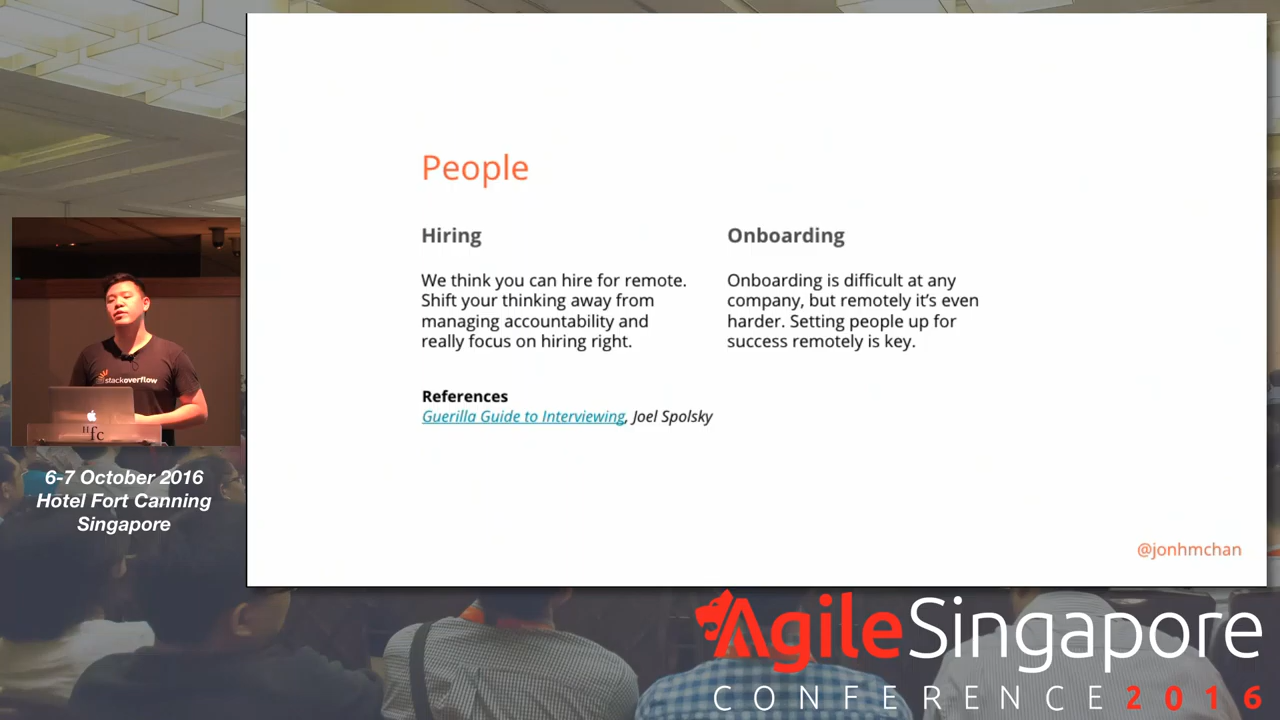 People
Hiring
We think you can hire for remote.
Shift your thinking away from
managing accountability and
really focus on hiring right.
Onboarding
Onboarding is difficult at any
company, but remotely it's even
harder. Setting people up for
success remotely is key.
References
Guerilla Guide to Interviewing, Joel Spolsky
@jonhmchan
stackoverflow
fc
6-7 October 2016
Hotel Fort Canning
Singapore
AgileSingapore
CONFERENCE 2016